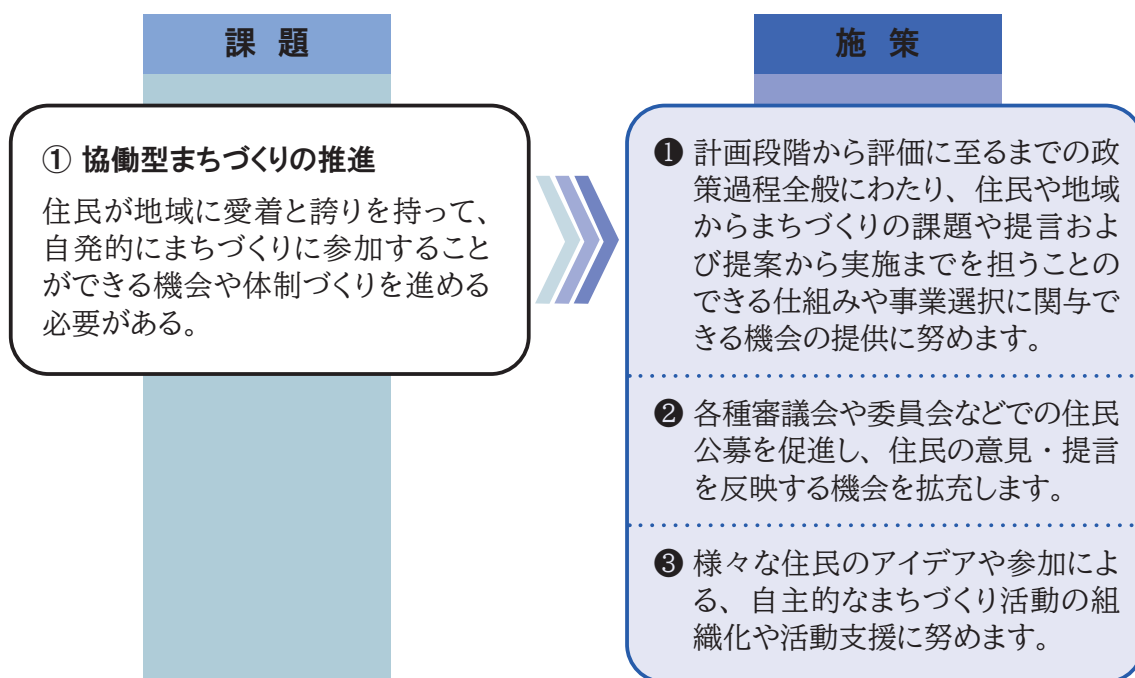 課題
① 協働型まちづくりの推進
住民が地域に愛着と誇りを持って、
自発的にまちづくりに参加すること
ができる機会や体制づくりを進める
必要がある。
施策
❶ 計画段階から評価に至るまでの政
策過程全般にわたり、住民や地域
からまちづくりの課題や提言およ
び提案から実施までを担うことの
できる仕組みや事業選択に関与で
きる機会の提供に努めます。
❷ 各種審議会や委員会などでの住民
公募を促進し、住民の意見・提言
を反映する機会を拡充します。
❸ 様々な住民のアイデアや参加によ
る、自主的なまちづくり活動の組
織化や活動支援に努めます。